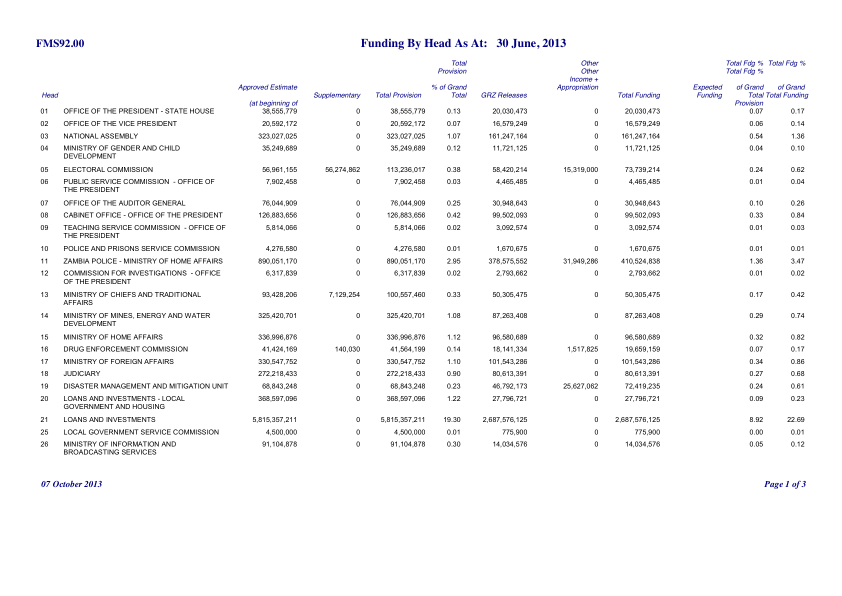 FMS92.00 Funding By Head As At: 30 June, 2013
Total Other Total Fdg % Total Fdg %
Provision Other Total Fdg %
Income +
Approved Estimate % of Grand Appropriation Expected of Grand of Grand
Head Supplementary Total Provision Total GRZ Releases Total Funding Funding Total Total Funding
(at beginning of Provision
01 OFFICE OF THE PRESIDENT - STATE HOUSE 38,555,779 0 38,555,779 0.13 20,030,473 0 20,030,473 0.07 0.17
02 OFFICE OF THE VICE PRESIDENT 20,592,172 0 20,592,172 0.07 16,579,249 0 16,579,249 0.06 0.14
03 NATIONAL ASSEMBLY 323,027,025 0 323,027,025 1.07 161,247,164 0 161,247,164 0.54 1.36
04 MINISTRY OF GENDER AND CHILD 35,249,689 0 35,249,689 0.12 11,721,125 0 11,721,125 0.04 0.10
DEVELOPMENT
05 ELECTORAL COMMISSION 56,961,155 56,274,862 113,236,017 0.38 58,420,214 15,319,000 73,739,214 0.24 0.62
06 PUBLIC SERVICE COMMISSION - OFFICE OF 7,902,458 0 7,902,458 0.03 4,465,485 0 4,465,485 0.01 0.04
THE PRESIDENT
07 OFFICE OF THE AUDITOR GENERAL 76,044,909 0 76,044,909 0.25 30,948,643 0 30,948,643 0.10 0.26
08 CABINET OFFICE - OFFICE OF THE PRESIDENT 126,883,656 0 126,883,656 0.42 99,502,093 0 99,502,093 0.33 0.84
09 TEACHING SERVICE COMMISSION - OFFICE OF 5,814,066 0 5,814,066 0.02 3,092,574 0 3,092,574 0.01 0.03
THE PRESIDENT
10 POLICE AND PRISONS SERVICE COMMISSION 4,276,580 0 4,276,580 0.01 1,670,675 0 1,670,675 0.01 0.01
11 ZAMBIA POLICE - MINISTRY OF HOME AFFAIRS 890,051,170 0 890,051,170 2.95 378,575,552 31,949,286 410,524,838 1.36 3.47
12 COMMISSION FOR INVESTIGATIONS - OFFICE 6,317,839 0 6,317,839 0.02 2,793,662 0 2,793,662 0.01 0.02
OF THE PRESIDENT
13 MINISTRY OF CHIEFS AND TRADITIONAL 93,428,206 7,129,254 100,557,460 0.33 50,305,475 0 50,305,475 0.17 0.42
AFFAIRS
14 MINISTRY OF MINES, ENERGY AND WATER 325,420,701 0 325,420,701 1.08 87,263,408 0 87,263,408 0.29 0.74
DEVELOPMENT
15 MINISTRY OF HOME AFFAIRS 336,996,876 0 336,996,876 1.12 96,580,689 0 96,580,689 0.32 0.82
16 DRUG ENFORCEMENT COMMISSION 41,424,169 140,030 41,564,199 0.14 18,141,334 1,517,825 19,659,159 0.07 0.17
17 MINISTRY OF FOREIGN AFFAIRS 330,547,752 0 330,547,752 1.10 101,543,286 0 101,543,286 0.34 0.86
18 JUDICIARY 272,218,433 0 272,218,433 0.90 80,613,391 0 80,613,391 0.27 0.68
19 DISASTER MANAGEMENT AND MITIGATION UNIT 68,843,248 0 68,843,248 0.23 46,792,173 25,627,062 72,419,235 0.24 0.61
20 LOANS AND INVESTMENTS - LOCAL 368,597,096 0 368,597,096 1.22 27,796,721 0 27,796,721 0.09 0.23
GOVERNMENT AND HOUSING
21 LOANS AND INVESTMENTS 5,815,357,211 0 5,815,357,211 19.30 2,687,576,125 0 2,687,576,125 8.92 22.69
25 LOCAL GOVERNMENT SERVICE COMMISSION 4,500,000 0 4,500,000 0.01 775,900 0 775,900 0.00 0.01
26 MINISTRY OF INFORMATION AND 91,104,878 0 91,104,878 0.30 14,034,576 0 14,034,576 0.05 0.12
BROADCASTING SERVICES
07 October 2013 Page 1 of 3